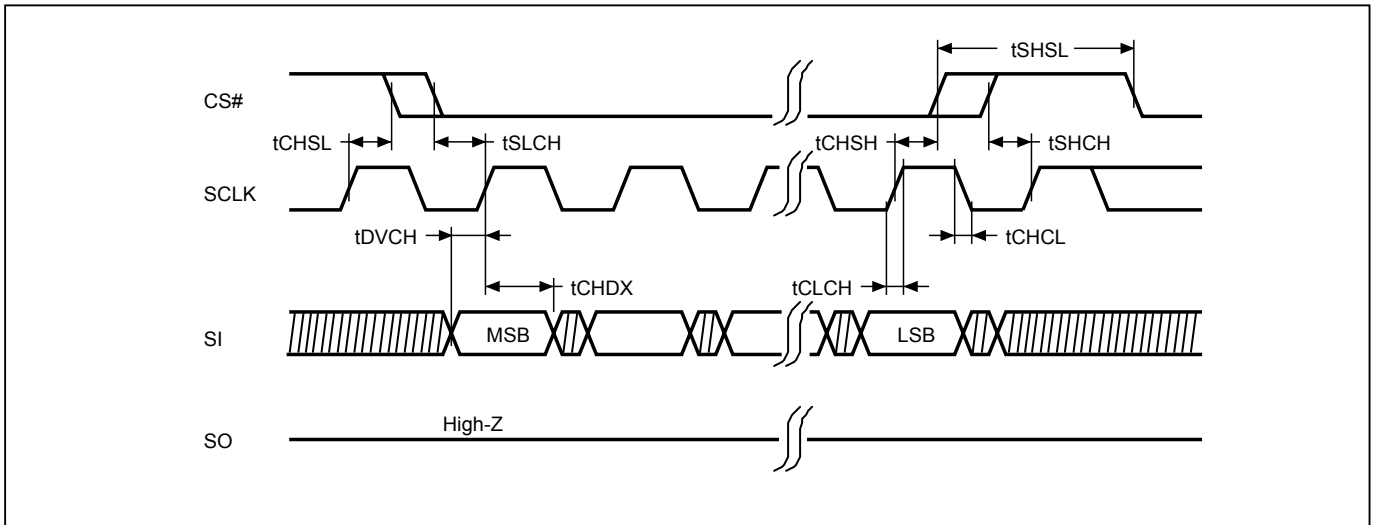 tSHSL
CS#
tCHSL
tSLCH
tCHSH
tSHCH
SCLK
tDVCH
tCHCL
tCHDX
tCLCH
SI
MSB
LSB
High-Z
SO